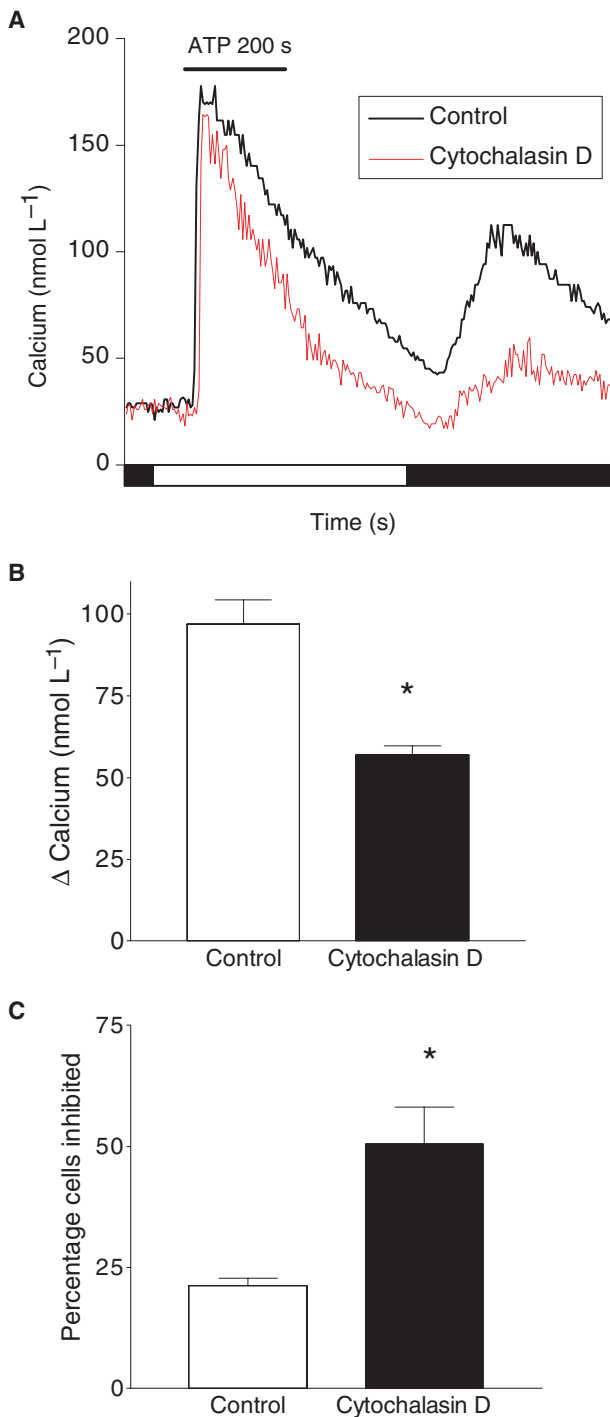 A
ATP 200 s
Control
Cytochalasin D
Calcium (nmol L⁻¹)
200
150
100
50
0
Time (s)
B
Δ Calcium (nmol L⁻¹)
100
75
50
25
0
*
Control Cytochalasin D
C
Percentage cells inhibited
75
50
25
0
*
Control Cytochalasin D